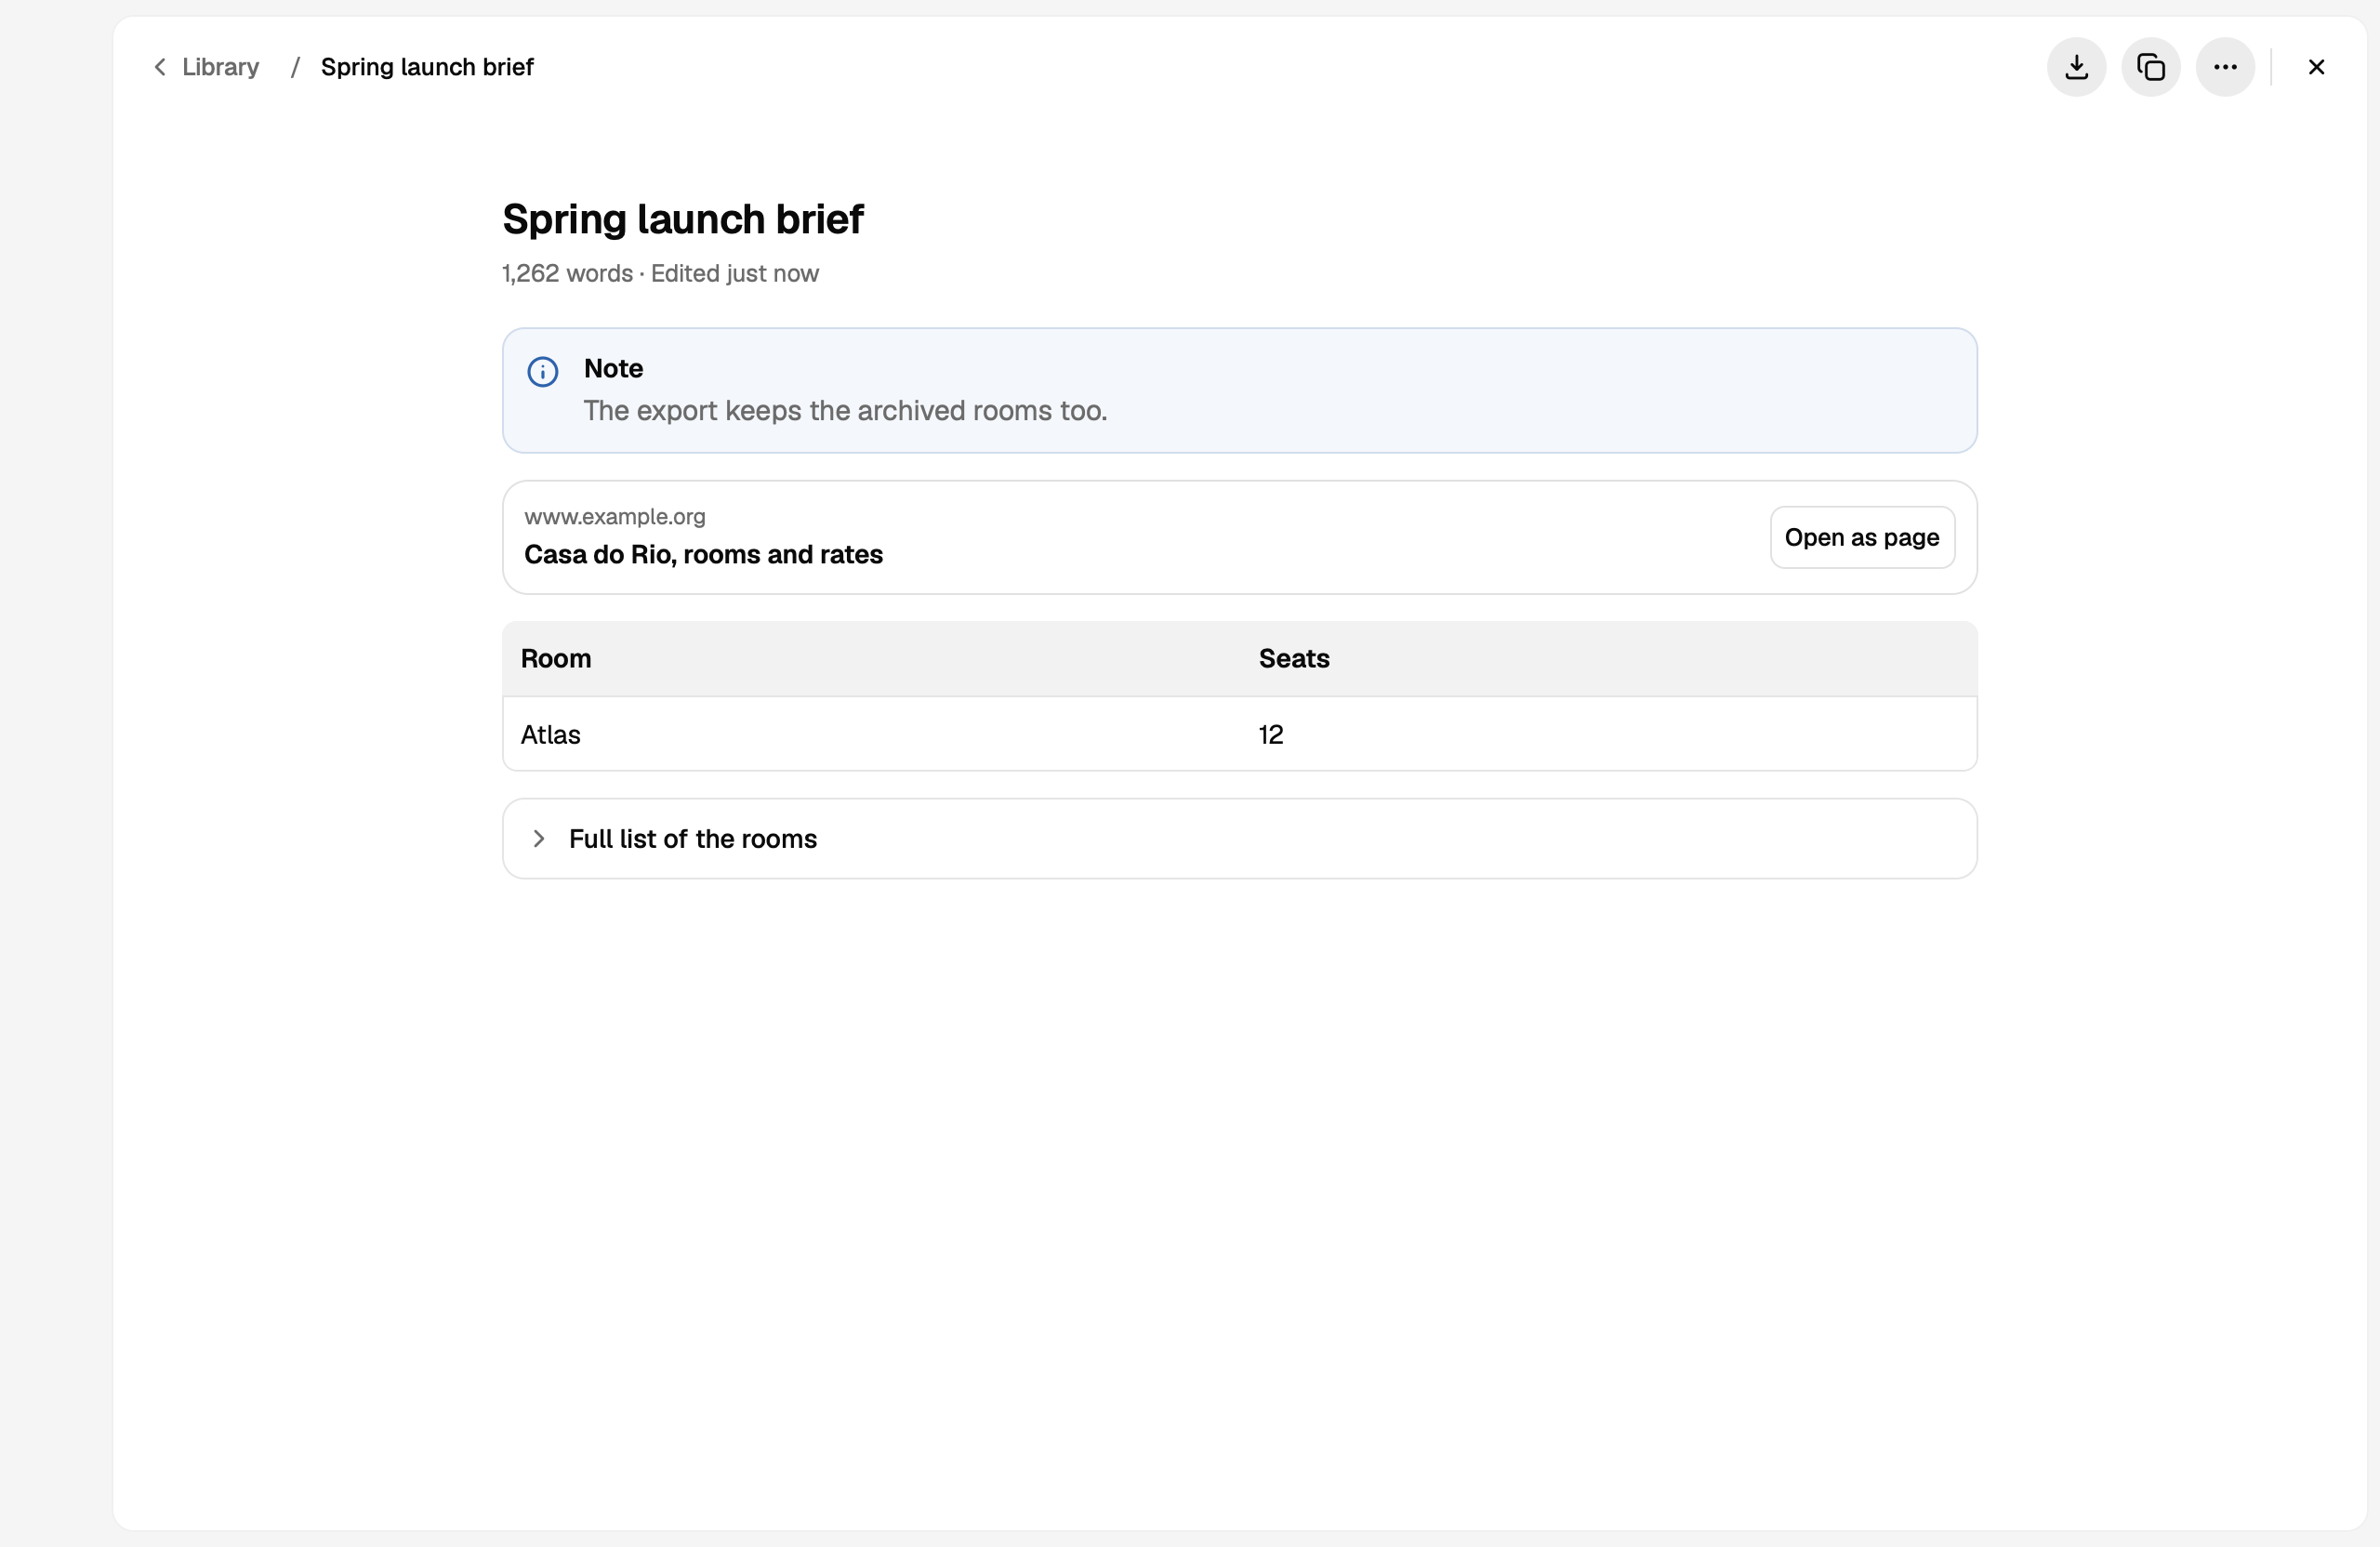 Library / Spring launch brief
Spring launch brief
1,262 words · Edited just now
Note
The export keeps the archived rooms too.
www.example.org
Casa do Rio, rooms and rates
Open as page
Room Seats
Atlas 12
Full list of the rooms